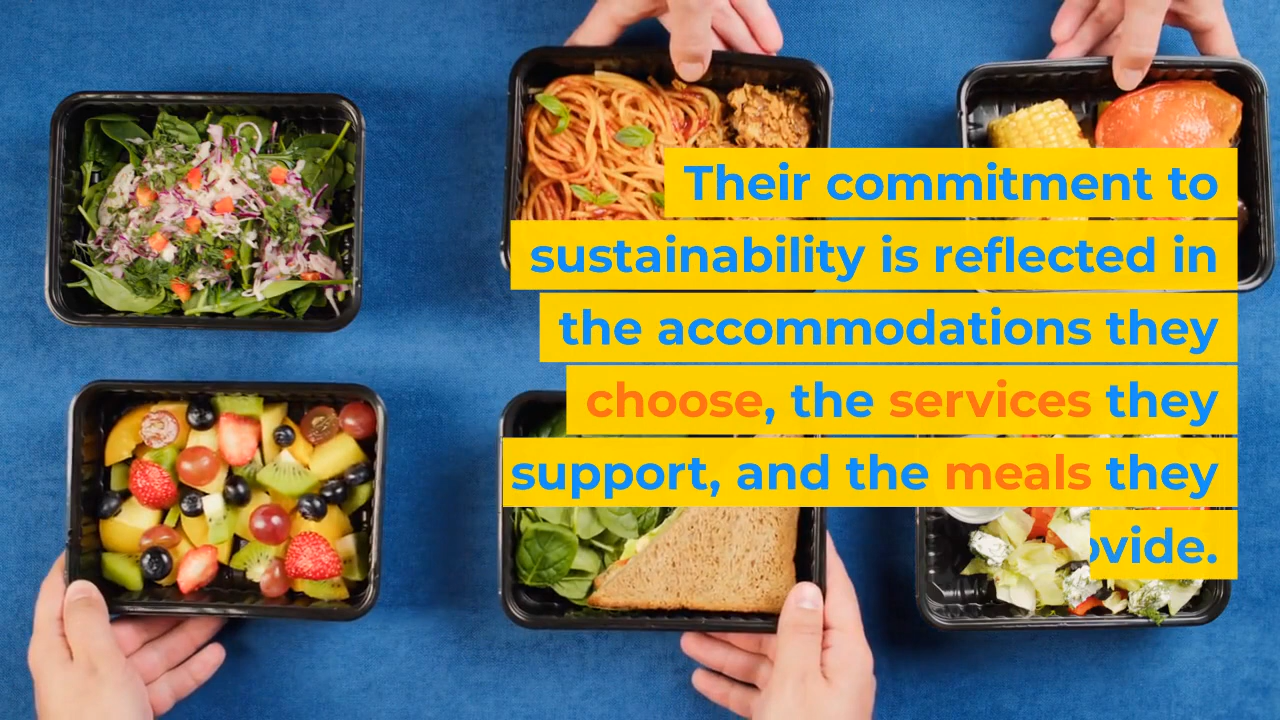 Their commitment to
sustainability is reflected in
the accommodations they
choose, the services they
support, and the meals they
ovide.